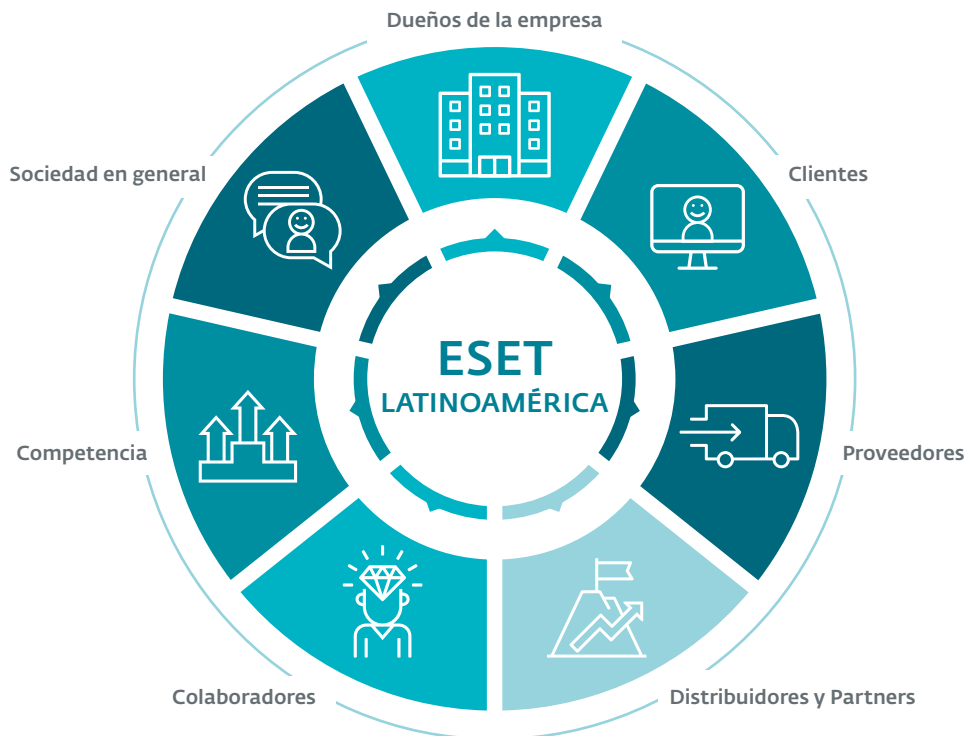 Dueños de la empresa
Sociedad en general
Clientes
ESET
LATINOAMÉRICA
Competencia
Proveedores
Colaboradores
Distribuidores y Partners